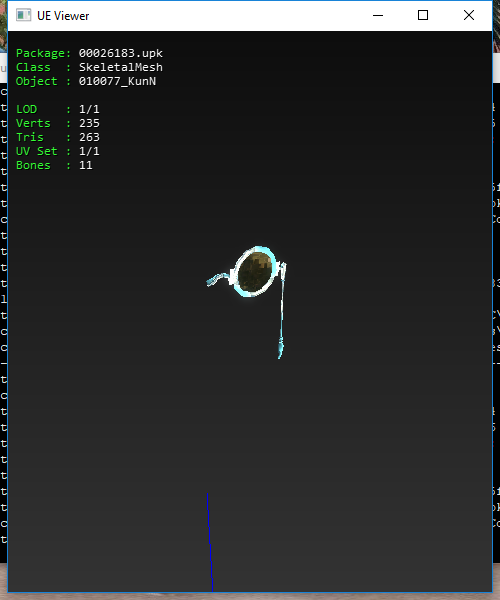 UE Viewer
Package: 00026183.upk
Class : SkeletalMesh
Object : 010077_KunN
LOD : 1/1
Verts : 235
Tris : 263
UV Set : 1/1
Bones : 11